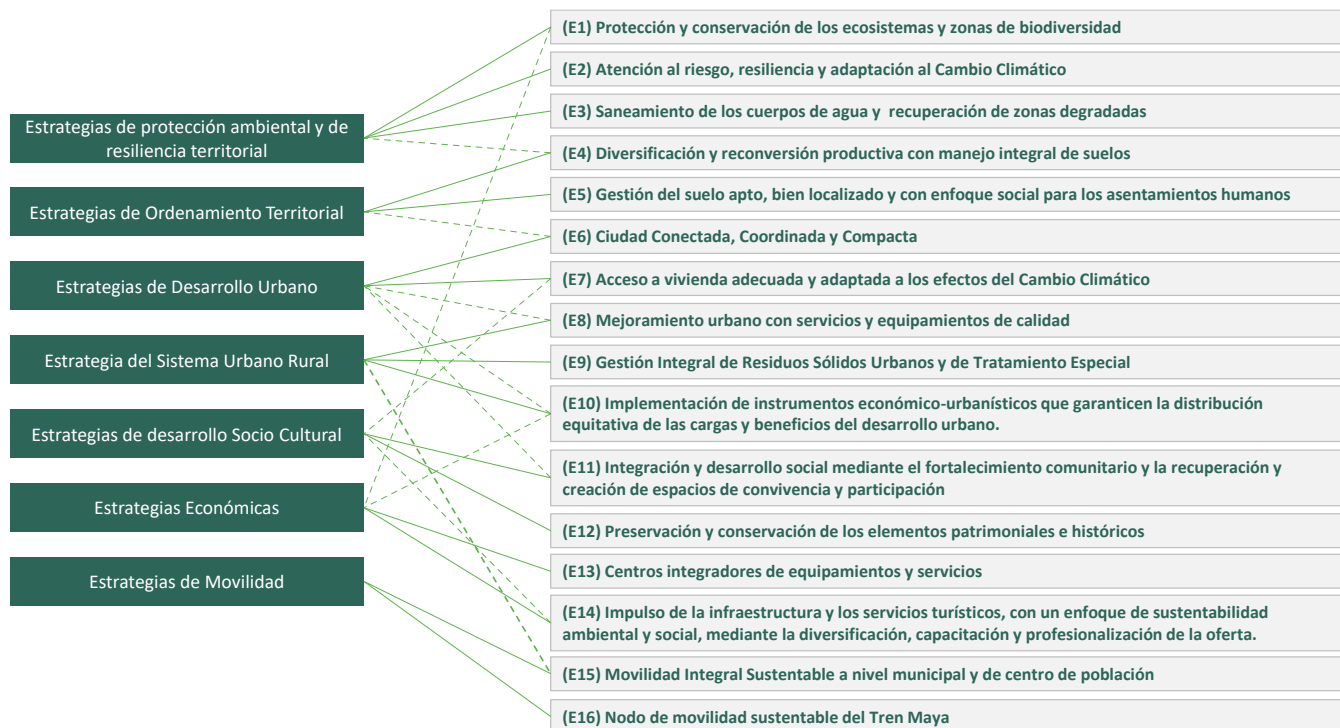 Estrategias de protección ambiental y de
resiliencia territorial
Estrategias de Ordenamiento Territorial
Estrategias de Desarrollo Urbano
Estrategia del Sistema Urbano Rural
Estrategias de desarrollo Socio Cultural
Estrategias Económicas
Estrategias de Movilidad
(E1) Protección y conservación de los ecosistemas y zonas de biodiversidad
(E2) Atención al riesgo, resiliencia y adaptación al Cambio Climático
(E3) Saneamiento de los cuerpos de agua y recuperación de zonas degradadas
(E4) Diversificación y reconversión productiva con manejo integral de suelos
(E5) Gestión del suelo apto, bien localizado y con enfoque social para los asentamientos humanos
(E6) Ciudad Conectada, Coordinada y Compacta
(E7) Acceso a vivienda adecuada y adaptada a los efectos del Cambio Climático
(E8) Mejoramiento urbano con servicios y equipamientos de calidad
(E9) Gestión Integral de Residuos Sólidos Urbanos y de Tratamiento Especial
(E10) Implementación de instrumentos económico-urbanísticos que garanticen la distribución
equitativa de las cargas y beneficios del desarrollo urbano.
(E11) Integración y desarrollo social mediante el fortalecimiento comunitario y la recuperación y
creación de espacios de convivencia y participación
(E12) Preservación y conservación de los elementos patrimoniales e históricos
(E13) Centros integradores de equipamientos y servicios
(E14) Impulso de la infraestructura y los servicios turísticos, con un enfoque de sustentabilidad
ambiental y social, mediante la diversificación, capacitación y profesionalización de la oferta.
(E15) Movilidad Integral Sustentable a nivel municipal y de centro de población
(E16) Nodo de movilidad sustentable del Tren Maya